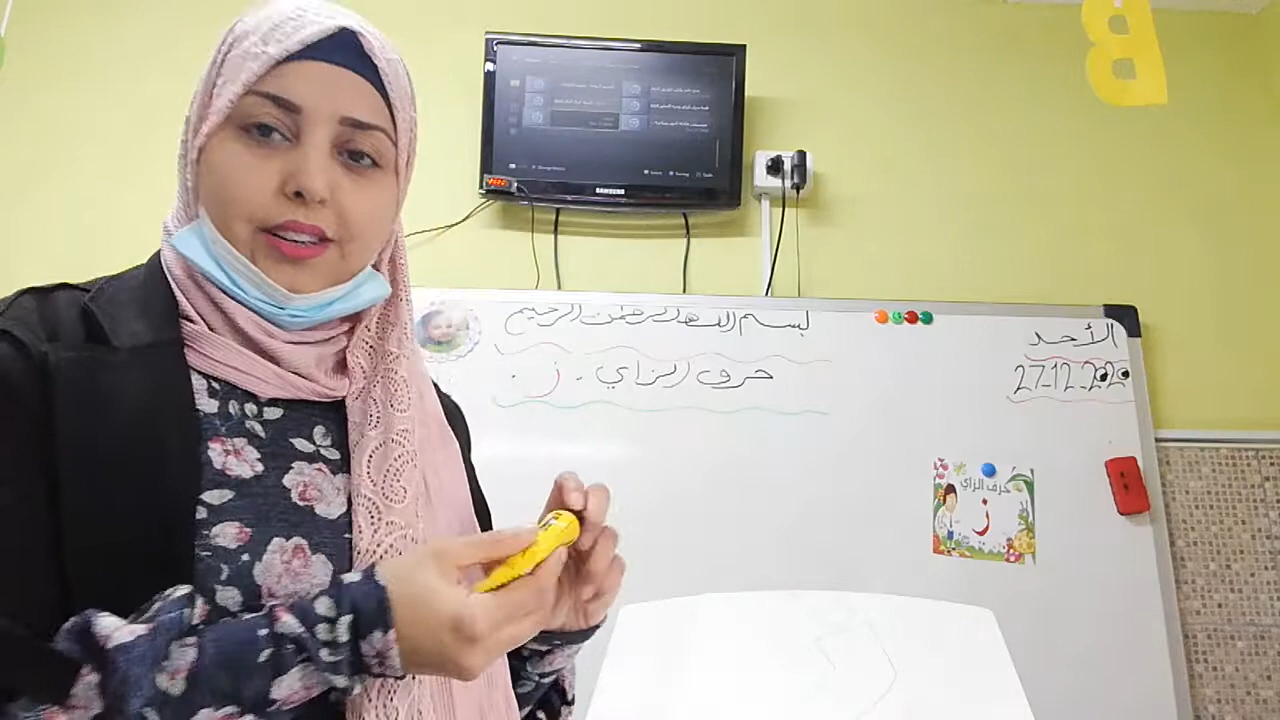 بسم الله الرحمن الرحيم
الأحد
27-12-2020
حرف الزاي . ز .
حرف الزاي
ز
SAMSUNG
B